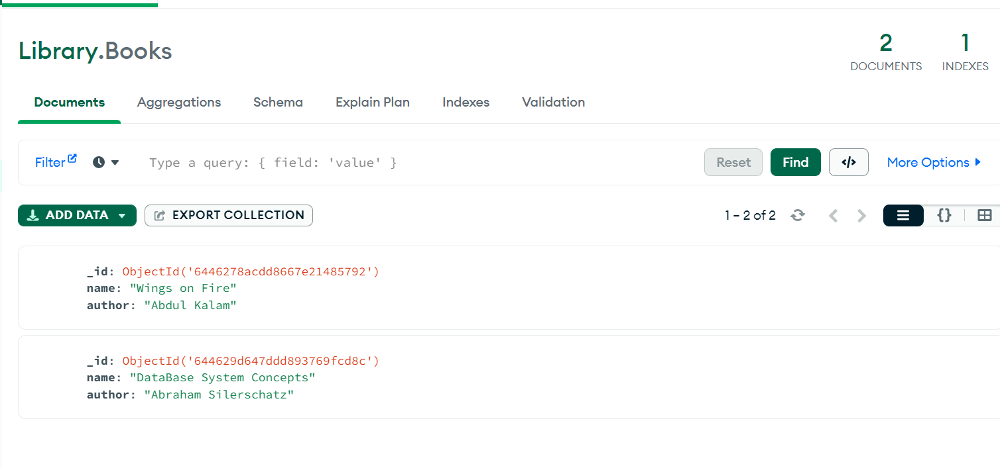 Library.Books
2
DOCUMENTS
1
INDEXES
Documents Aggregations Schema Explain Plan Indexes Validation
Filter Type a query: { field: 'value' } Reset Find </> More Options
ADD DATA EXPORT COLLECTION 1 – 2 of 2 {}
_id: ObjectId('6446278acdd8667e21485792')
name: "Wings on Fire"
author: "Abdul Kalam"
_id: ObjectId('644629d647ddd893769fcd8c')
name: "DataBase System Concepts"
author: "Abraham Silerschatz"